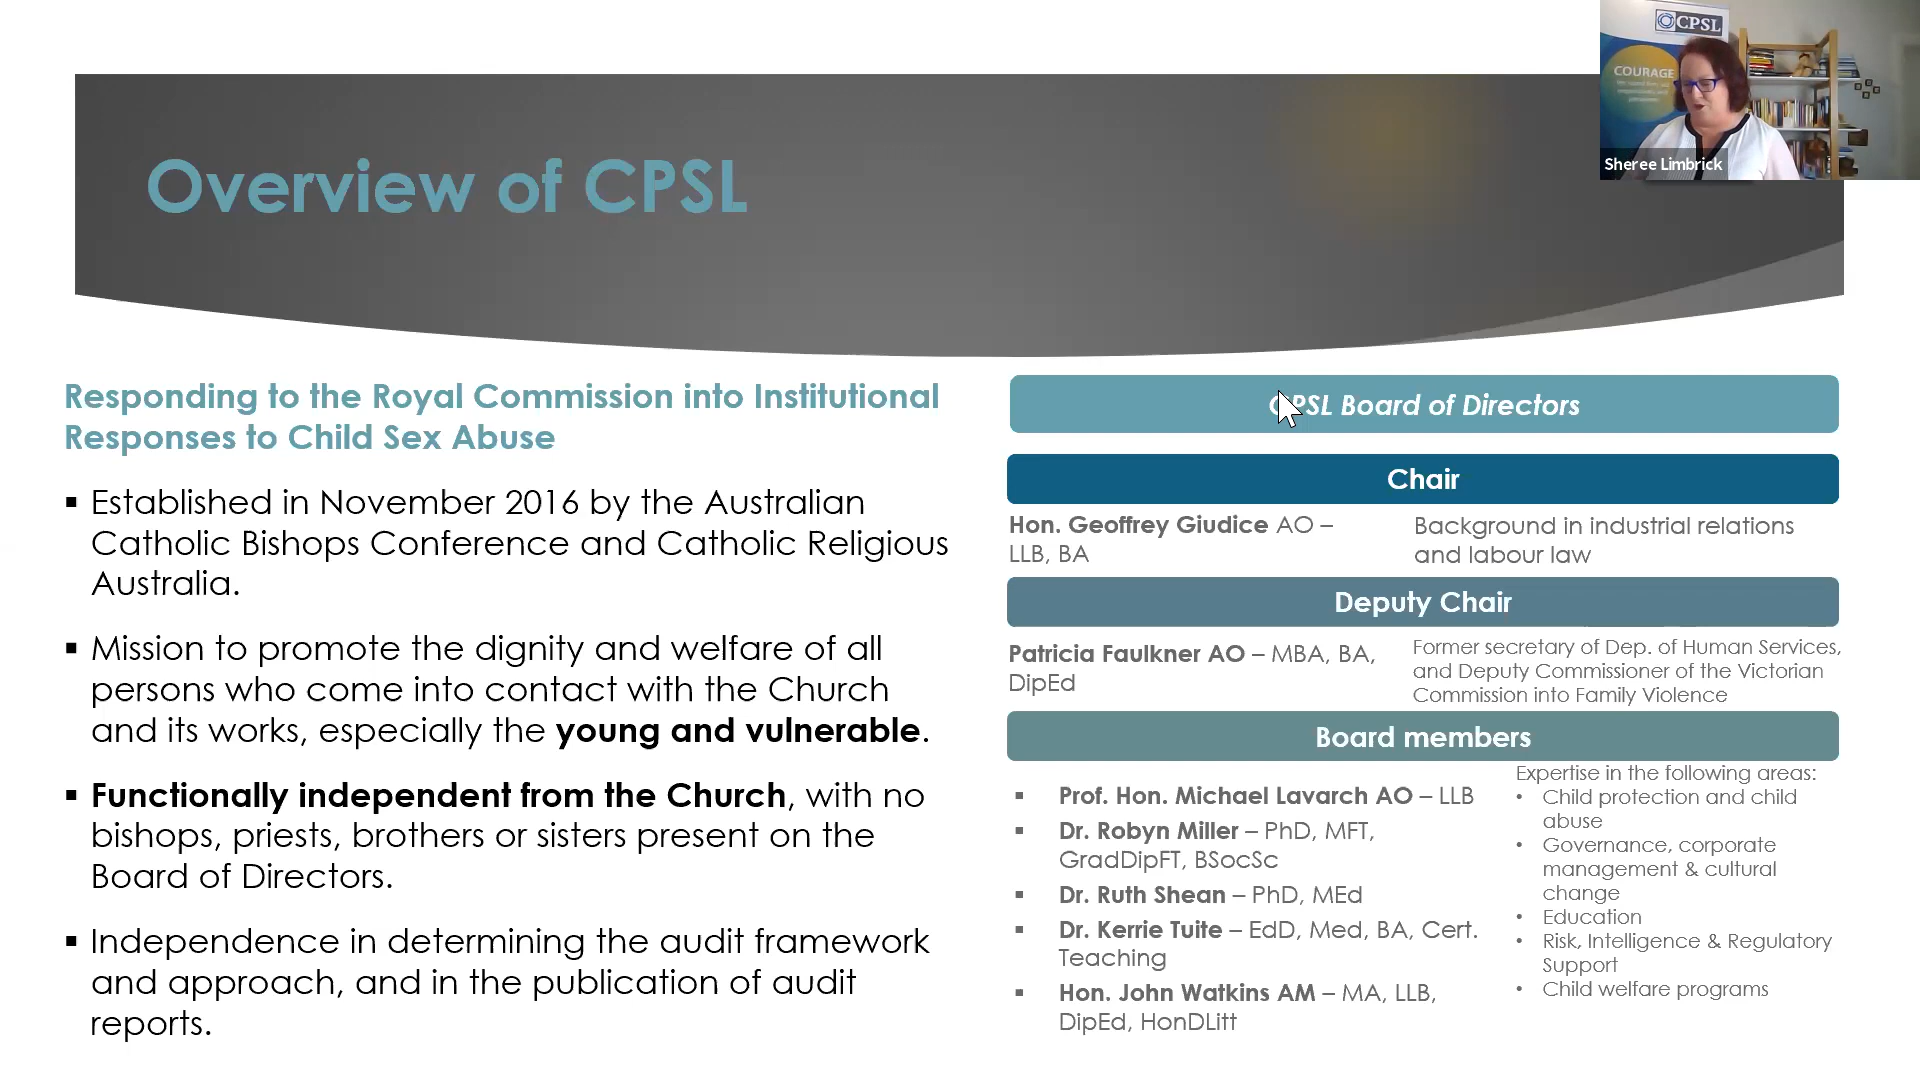 CPSL
COURAGE
Sheree Limbrick
Overview of CPSL
Responding to the Royal Commission into Institutional
Responses to Child Sex Abuse
▪ Established in November 2016 by the Australian
Catholic Bishops Conference and Catholic Religious
Australia.
▪ Mission to promote the dignity and welfare of all
persons who come into contact with the Church
and its works, especially the young and vulnerable.
▪ Functionally independent from the Church, with no
bishops, priests, brothers or sisters present on the
Board of Directors.
▪ Independence in determining the audit framework
and approach, and in the publication of audit
reports.
CPSL Board of Directors
Chair
Hon. Geoffrey Giudice AO –
LLB, BA
Background in industrial relations
and labour law
Deputy Chair
Patricia Faulkner AO – MBA, BA,
DipEd
Former secretary of Dep. of Human Services,
and Deputy Commissioner of the Victorian
Commission into Family Violence
Board members
▪ Prof. Hon. Michael Lavarch AO – LLB
▪ Dr. Robyn Miller – PhD, MFT,
GradDipFT, BSocSc
▪ Dr. Ruth Shean – PhD, MEd
▪ Dr. Kerrie Tuite – EdD, Med, BA, Cert.
Teaching
▪ Hon. John Watkins AM – MA, LLB,
DipEd, HonDLitt
Expertise in the following areas:
• Child protection and child
abuse
• Governance, corporate
management & cultural
change
• Education
• Risk, Intelligence & Regulatory
Support
• Child welfare programs